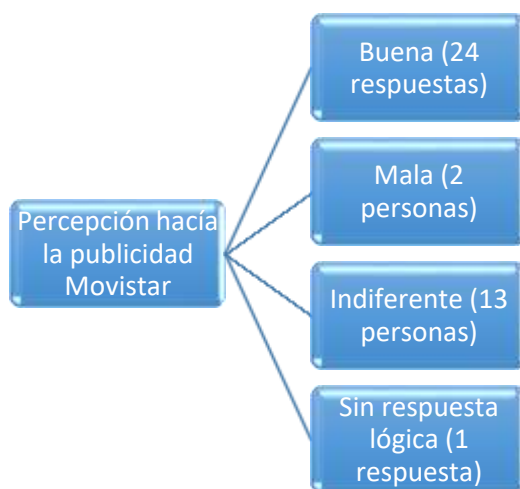 Percepción hacía
la publicidad
Movistar
Buena (24
respuestas)
Mala (2
personas)
Indiferente (13
personas)
Sin respuesta
lógica (1
respuesta)